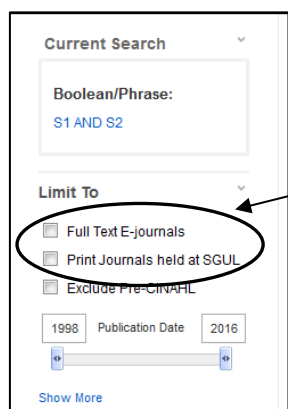 Current Search
Boolean/Phrase:
S1 AND S2
Limit To
Full Text E-journals
Print Journals held at SGUL
Exclude Pre-CINAHL
1998 Publication Date 2016
Show More